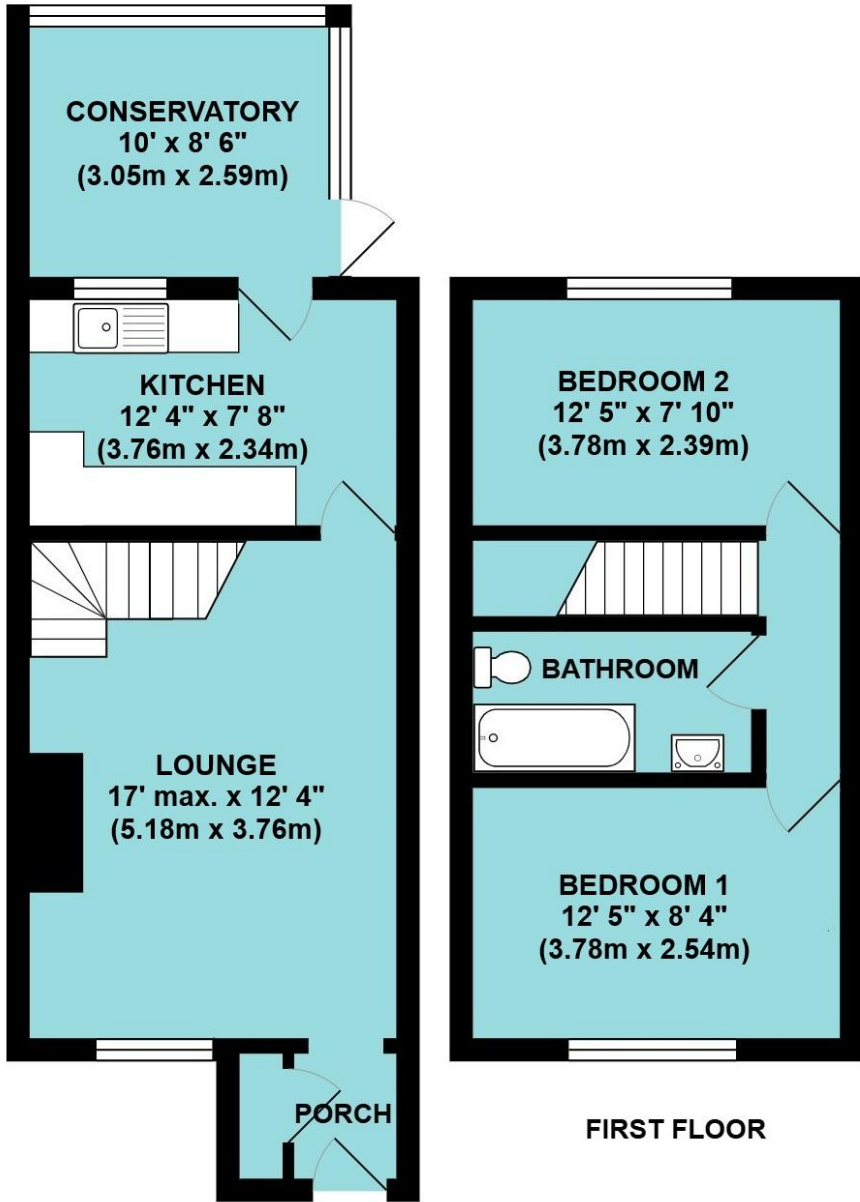 CONSERVATORY
10' x 8' 6"
(3.05m x 2.59m)
KITCHEN
12' 4" x 7' 8"
(3.76m x 2.34m)
LOUNGE
17' max. x 12' 4"
(5.18m x 3.76m)
PORCH
BEDROOM 2
12' 5" x 7' 10"
(3.78m x 2.39m)
BATHROOM
BEDROOM 1
12' 5" x 8' 4"
(3.78m x 2.54m)
FIRST FLOOR